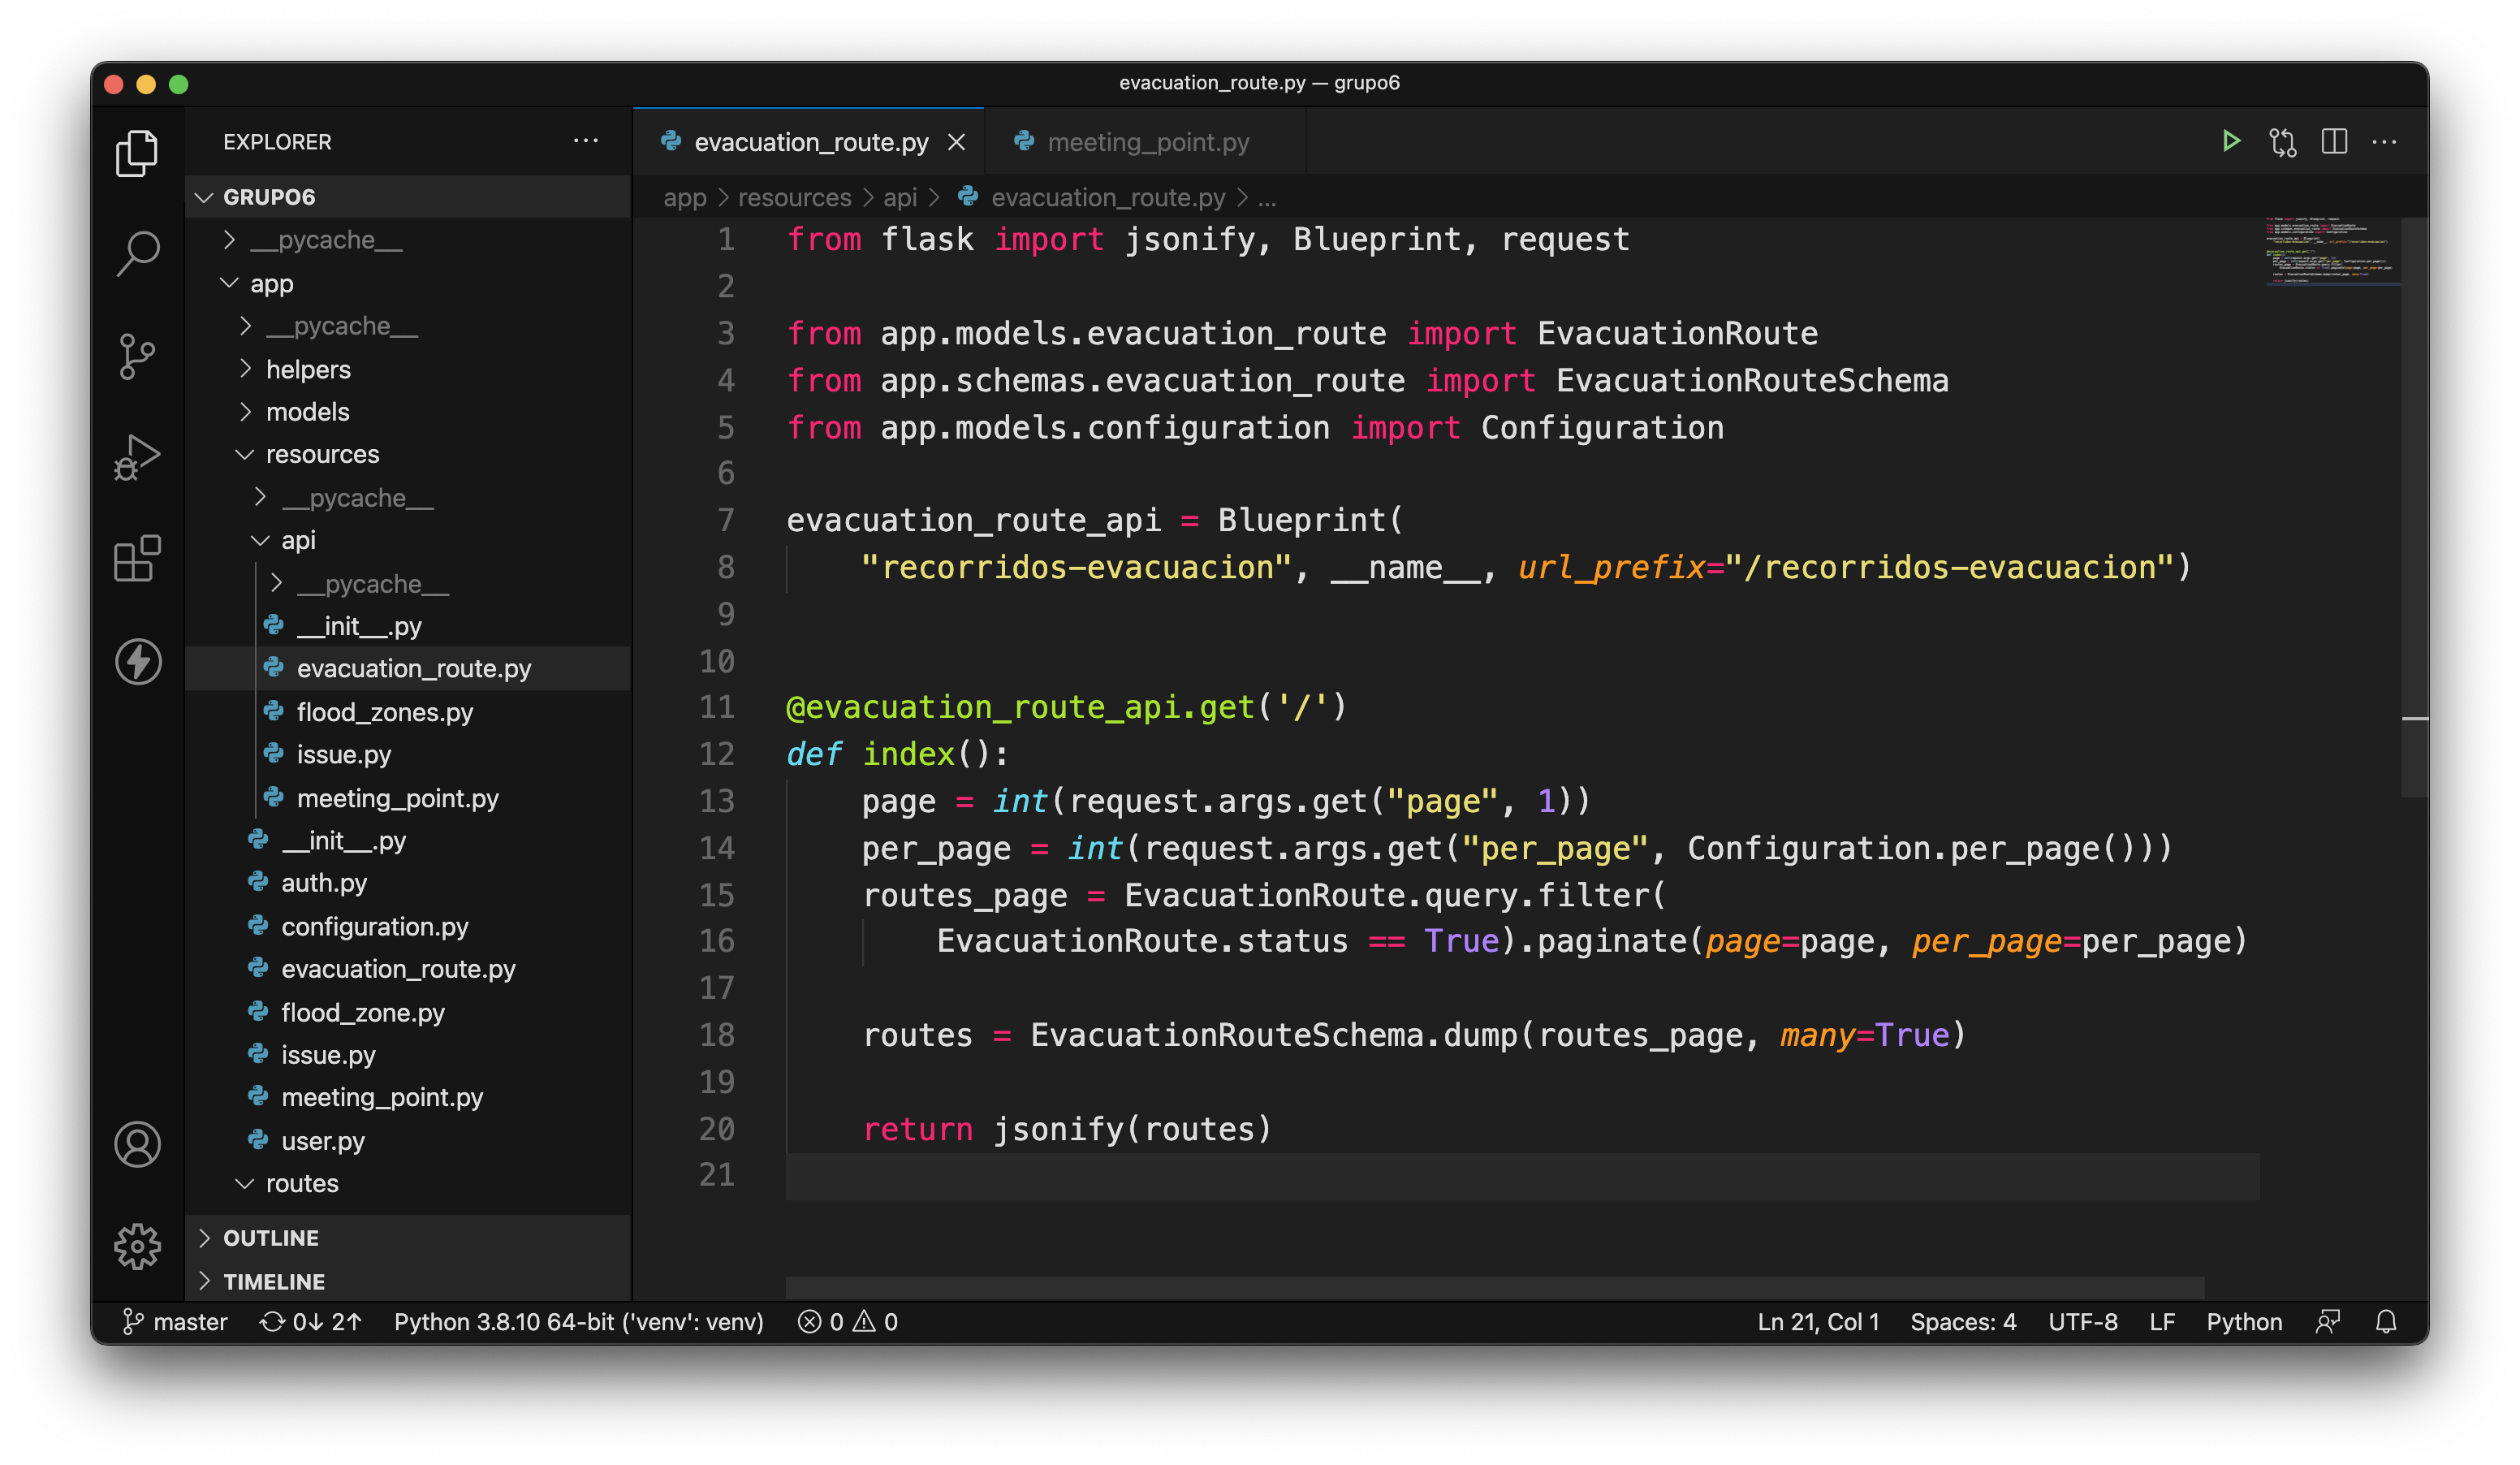 evacuation_route.py — grupo6
EXPLORER
GRUPO6
__pycache__
app
__pycache__
helpers
models
resources
__pycache__
api
__pycache__
__init__.py
evacuation_route.py
flood_zones.py
issue.py
meeting_point.py
__init__.py
auth.py
configuration.py
evacuation_route.py
flood_zone.py
issue.py
meeting_point.py
user.py
routes
OUTLINE
TIMELINE
evacuation_route.py
meeting_point.py
app > resources > api > evacuation_route.py > ...
1 from flask import jsonify, Blueprint, request
2
3 from app.models.evacuation_route import EvacuationRoute
4 from app.schemas.evacuation_route import EvacuationRouteSchema
5 from app.models.configuration import Configuration
6
7 evacuation_route_api = Blueprint(
8     "recorridos-evacuacion", __name__, url_prefix="/recorridos-evacuacion")
9
10
11 @evacuation_route_api.get('/')
12 def index():
13     page = int(request.args.get("page", 1))
14     per_page = int(request.args.get("per_page", Configuration.per_page()))
15     routes_page = EvacuationRoute.query.filter(
16         EvacuationRoute.status == True).paginate(page=page, per_page=per_page)
17
18     routes = EvacuationRouteSchema.dump(routes_page, many=True)
19
20     return jsonify(routes)
21
master 0↓ 2↑ Python 3.8.10 64-bit ('venv': venv) 0 0 Ln 21, Col 1 Spaces: 4 UTF-8 LF Python